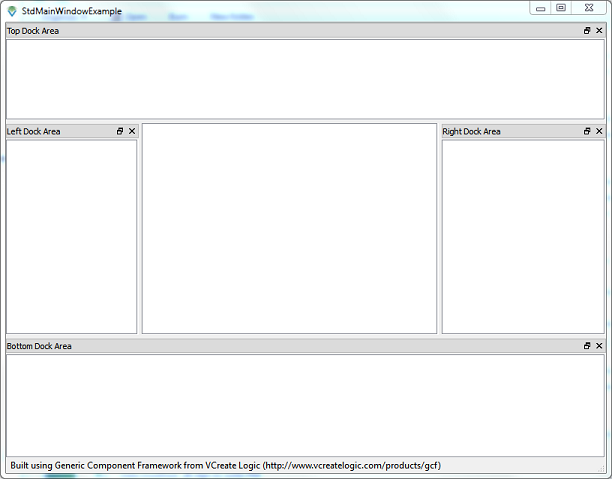 StdMainWindowExample
Top Dock Area
Left Dock Area
Right Dock Area
Bottom Dock Area
Built using Generic Component Framework from VCreate Logic (http://www.vcreatelogic.com/products/gcf)